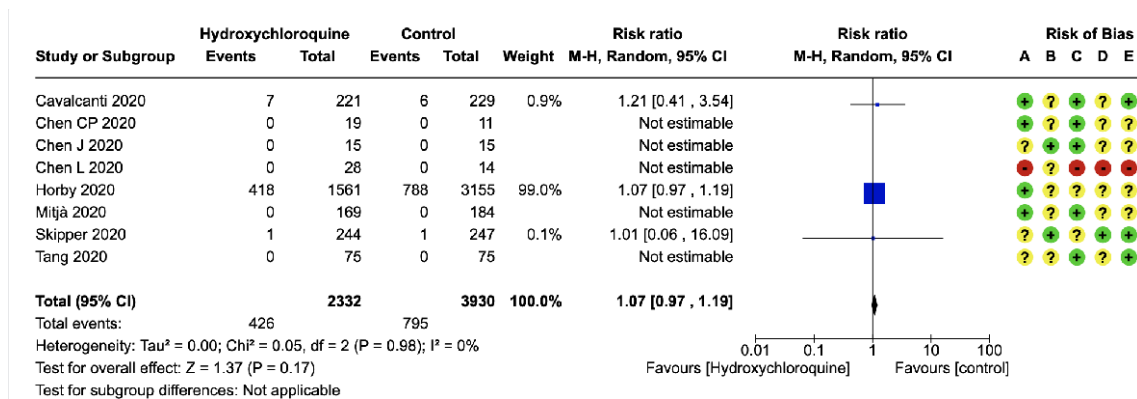 Hydroxychloroquine Control Risk ratio Risk ratio Risk of Bias
Study or Subgroup Events Total Events Total Weight M-H, Random, 95% CI M-H, Random, 95% CI A B C D E
Cavalcanti 2020 7 221 6 229 0.9% 1.21 [0.41 , 3.54] + ? + ? +
Chen CP 2020 0 19 0 11 Not estimable + ? + ? ?
Chen J 2020 0 15 0 15 Not estimable ? + + ? ?
Chen L 2020 0 28 0 14 Not estimable - ? - - -
Horby 2020 418 1561 788 3155 99.0% 1.07 [0.97 , 1.19] + ? ? ? ?
Mitjà 2020 0 169 0 184 Not estimable + ? + ? ?
Skipper 2020 1 244 1 247 0.1% 1.01 [0.06 , 16.09] ? + ? + +
Tang 2020 0 75 0 75 Not estimable ? ? + ? +
Total (95% CI) 2332 3930 100.0% 1.07 [0.97 , 1.19]
Total events: 426 795
Heterogeneity: Tau² = 0.00; Chi² = 0.05, df = 2 (P = 0.98); I² = 0%
Test for overall effect: Z = 1.37 (P = 0.17)
Test for subgroup differences: Not applicable
0.01 0.1 1 10 100
Favours [Hydroxychloroquine] Favours [control]